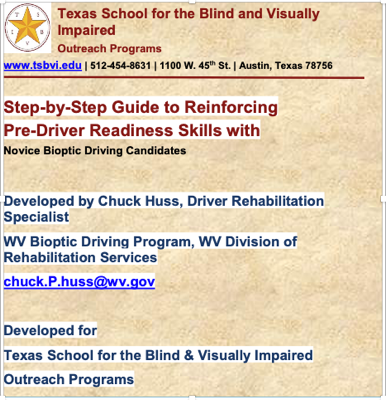 Texas School for the Blind and Visually
Impaired
Outreach Programs
www.tsbvi.edu | 512-454-8631 | 1100 W. 45th St. | Austin, Texas 78756
Step-by-Step Guide to Reinforcing
Pre-Driver Readiness Skills with
Novice Bioptic Driving Candidates
Developed by Chuck Huss, Driver Rehabilitation
Specialist
WV Bioptic Driving Program, WV Division of
Rehabilitation Services
chuck.P.huss@wv.gov
Developed for
Texas School for the Blind & Visually Impaired
Outreach Programs